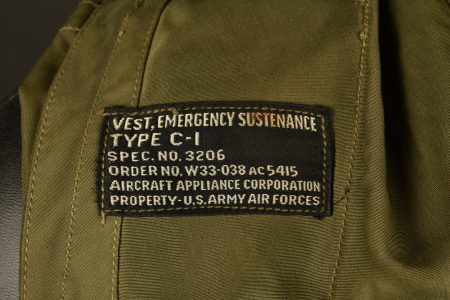 VEST, EMERGENCY SUSTENANCE
TYPE C-1
SPEC. NO. 3206
ORDER NO. W33-038 AC 5415
AIRCRAFT APPLIANCE CORPORATION
PROPERTY - U.S. ARMY AIR FORCES